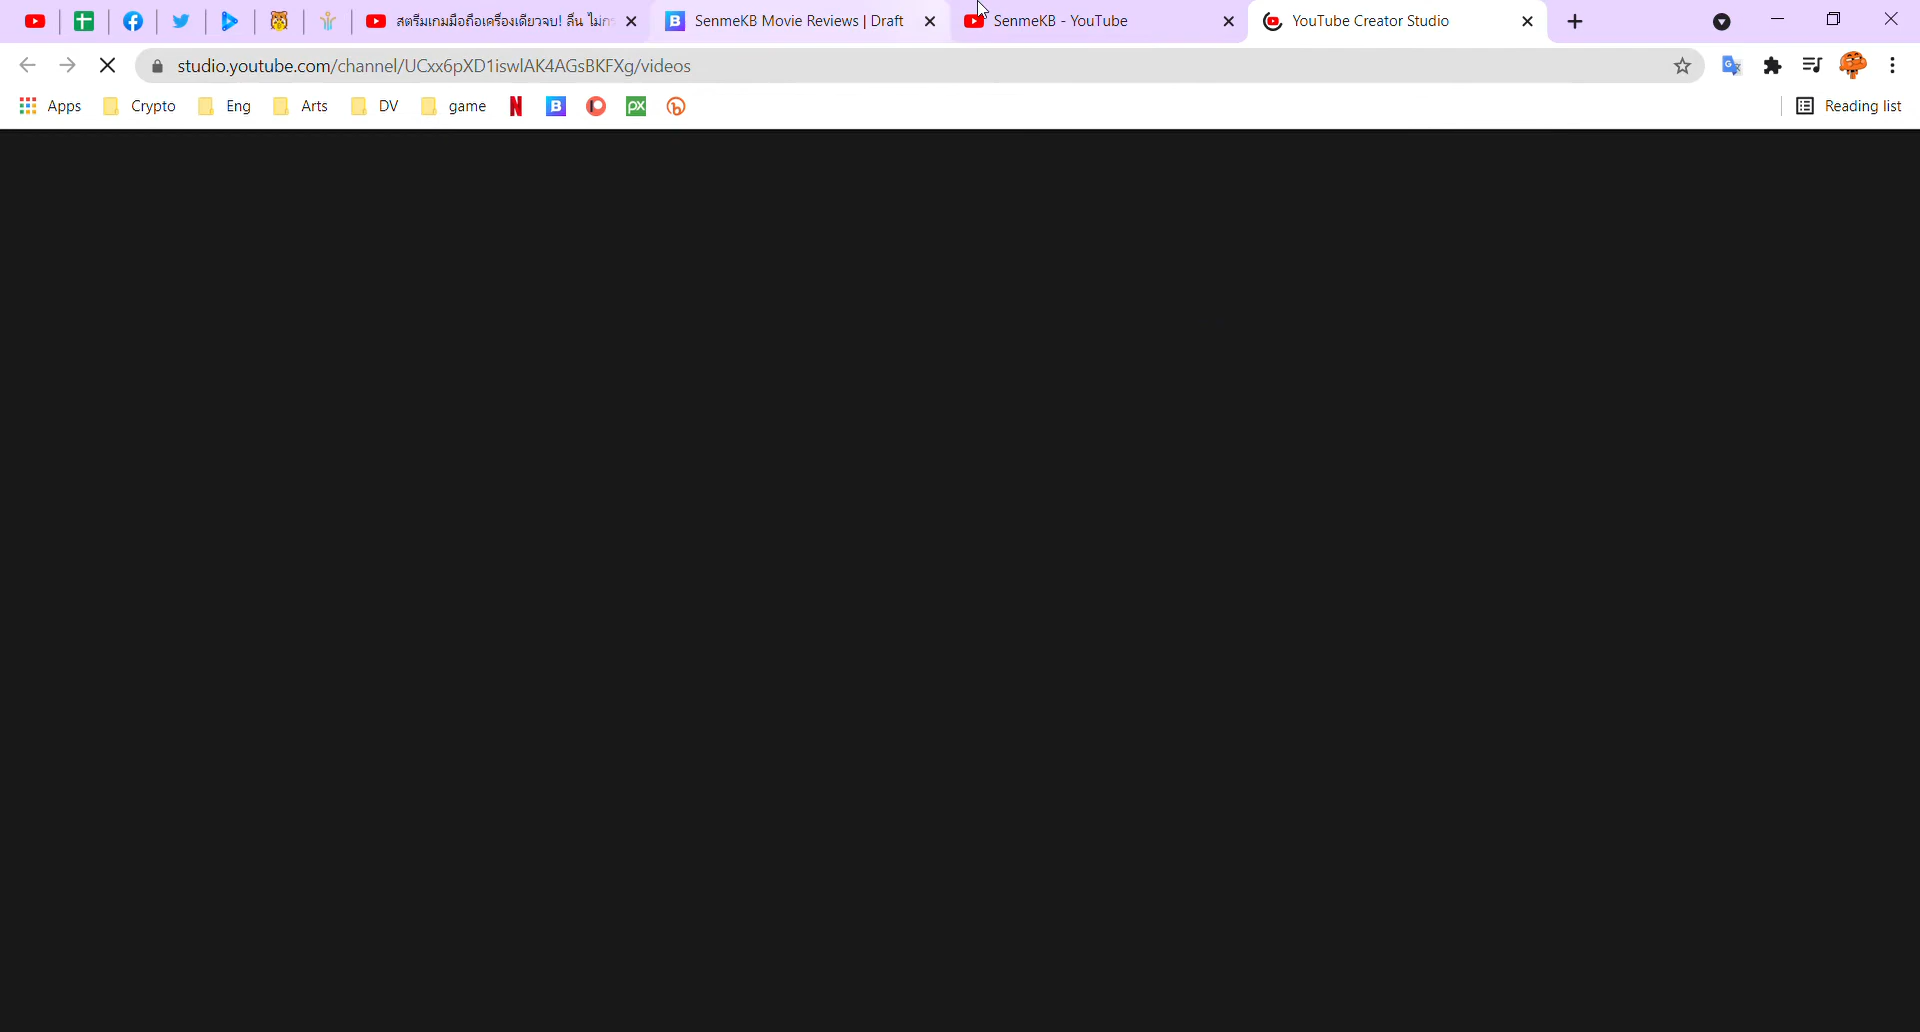 สตรีมเกมมือถือเครื่องเดียวจบ! ลื่น ไม่กร
SenmeKB Movie Reviews | Draft
SenmeKB - YouTube
YouTube Creator Studio
studio.youtube.com/channel/UCxx6pXD1iswlAK4AGsBKFXg/videos
Apps
Crypto
Eng
Arts
DV
game
Reading list